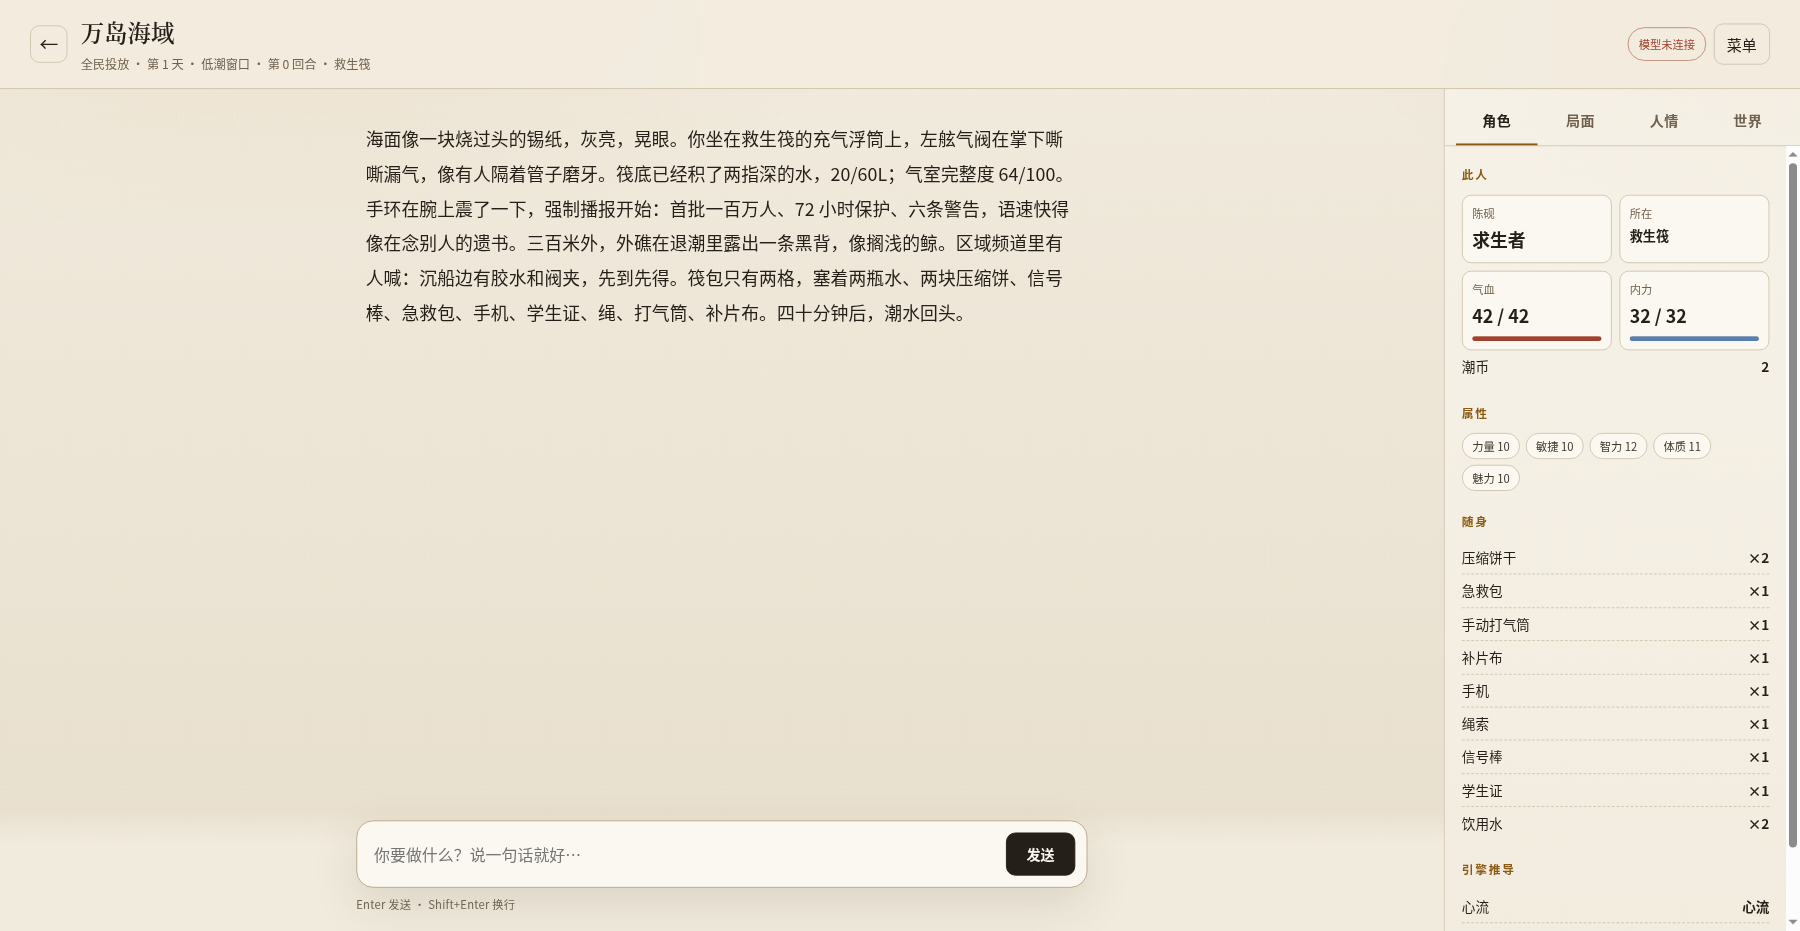 ←
万岛海域
全民投放 · 第 1 天 · 低潮窗口 · 第 0 回合 · 救生筏
模型未连接
菜单
海面像一块烧过头的锡纸，灰亮，晃眼。你坐在救生筏的充气浮筒上，左舷气阀在掌下嘶
嘶漏气，像有人隔着管子磨牙。筏底已经积了两指深的水，20/60L；气室完整度 64/100。
手环在腕上震了一下，强制播报开始：首批一百万人、72 小时保护、六条警告，语速快得
像在念别人的遗书。三百米外，外礁在退潮里露出一条黑背，像搁浅的鲸。区域频道里有
人喊：沉船边有胶水和阀夹，先到先得。筏包只有两格，塞着两瓶水、两块压缩饼、信号
棒、急救包、手机、学生证、绳、打气筒、补片布。四十分钟后，潮水回头。
你要做什么？说一句话就好…
发送
Enter 发送 · Shift+Enter 换行
角色
局面
人情
世界
此人
陈砚
求生者
所在
救生筏
气血
42 / 42
内力
32 / 32
潮币
2
属性
力量 10
敏捷 10
智力 12
体质 11
魅力 10
随身
压缩饼干 ×2
急救包 ×1
手动打气筒 ×1
补片布 ×1
手机 ×1
绳索 ×1
信号棒 ×1
学生证 ×1
饮用水 ×2
引擎推导
心流 心流